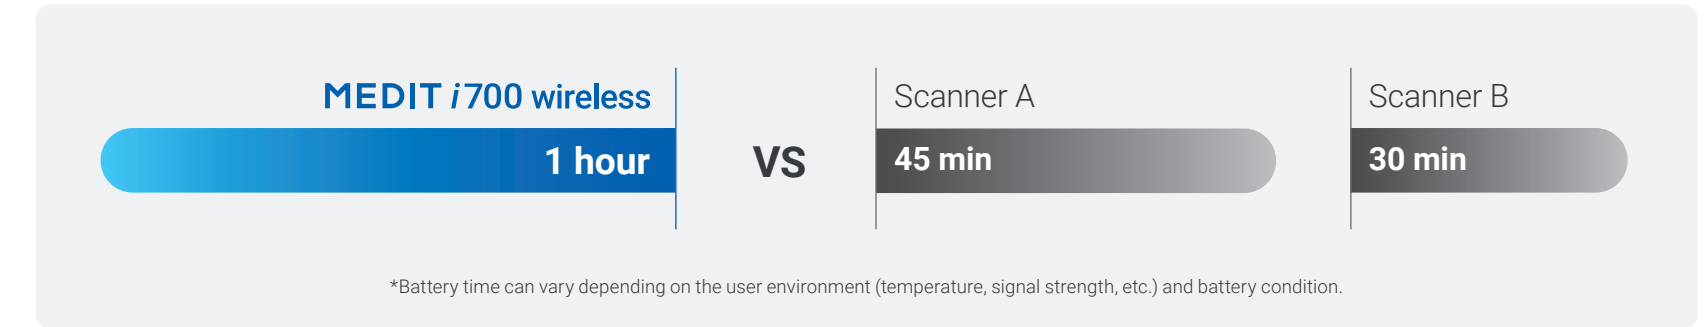 MEDIT i700 wireless
1 hour
VS
Scanner A
45 min
Scanner B
30 min
*Battery time can vary depending on the user environment (temperature, signal strength, etc.) and battery condition.